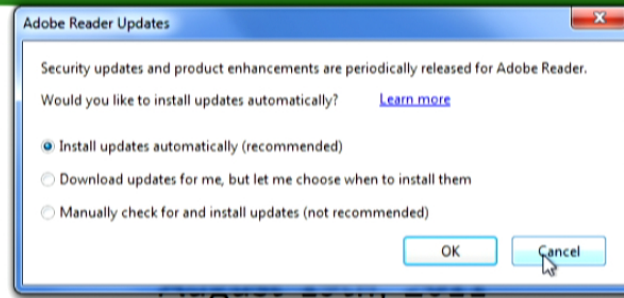 Adobe Reader Updates
Security updates and product enhancements are periodically released for Adobe Reader.
Would you like to install updates automatically? Learn more
Install updates automatically (recommended)
Download updates for me, but let me choose when to install them
Manually check for and install updates (not recommended)
OK Cancel